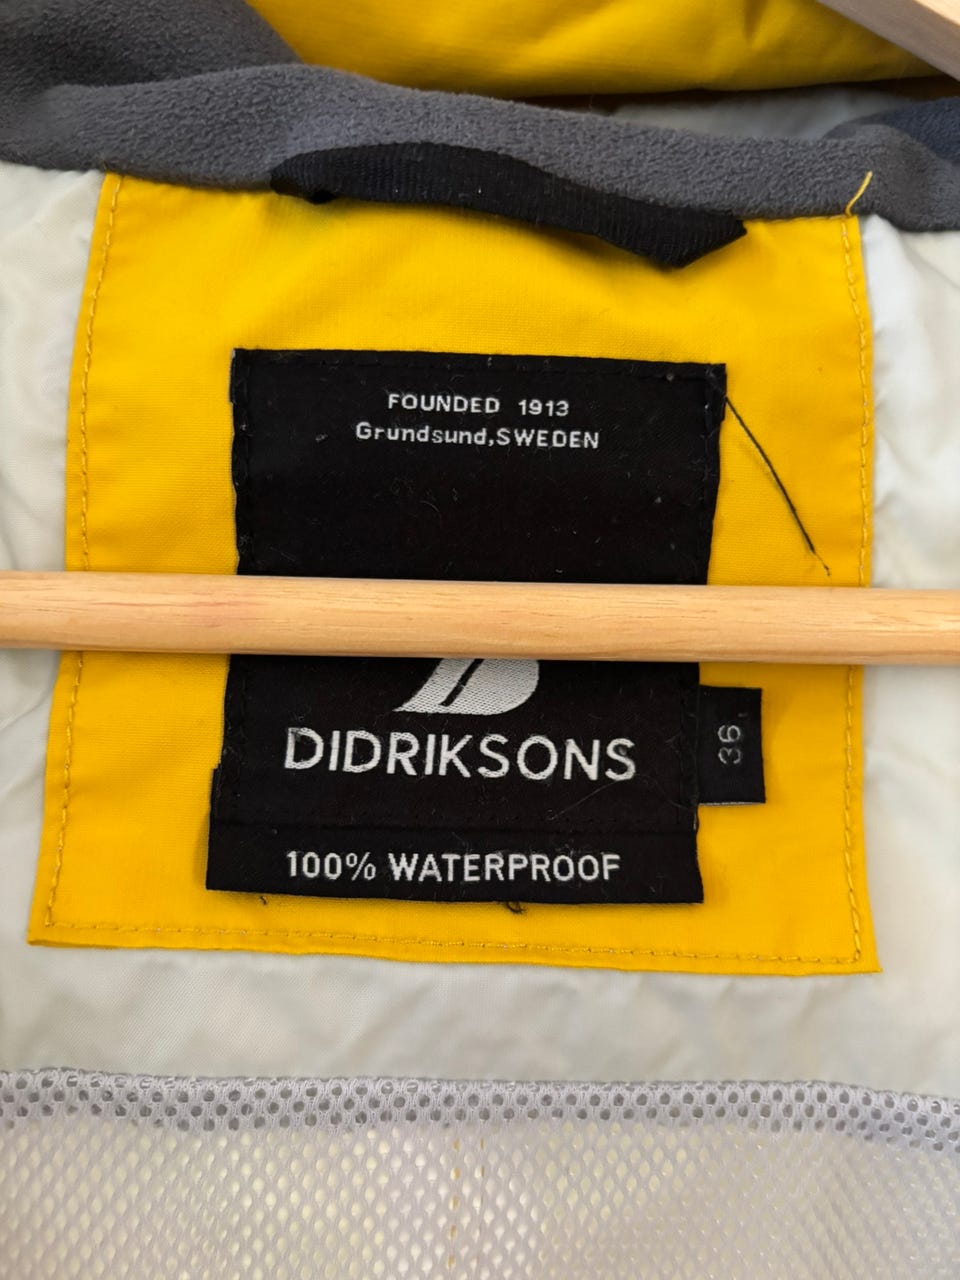 FOUNDED 1913
Grundsund,SWEDEN
DIDRIKSONS
36
100% WATERPROOF